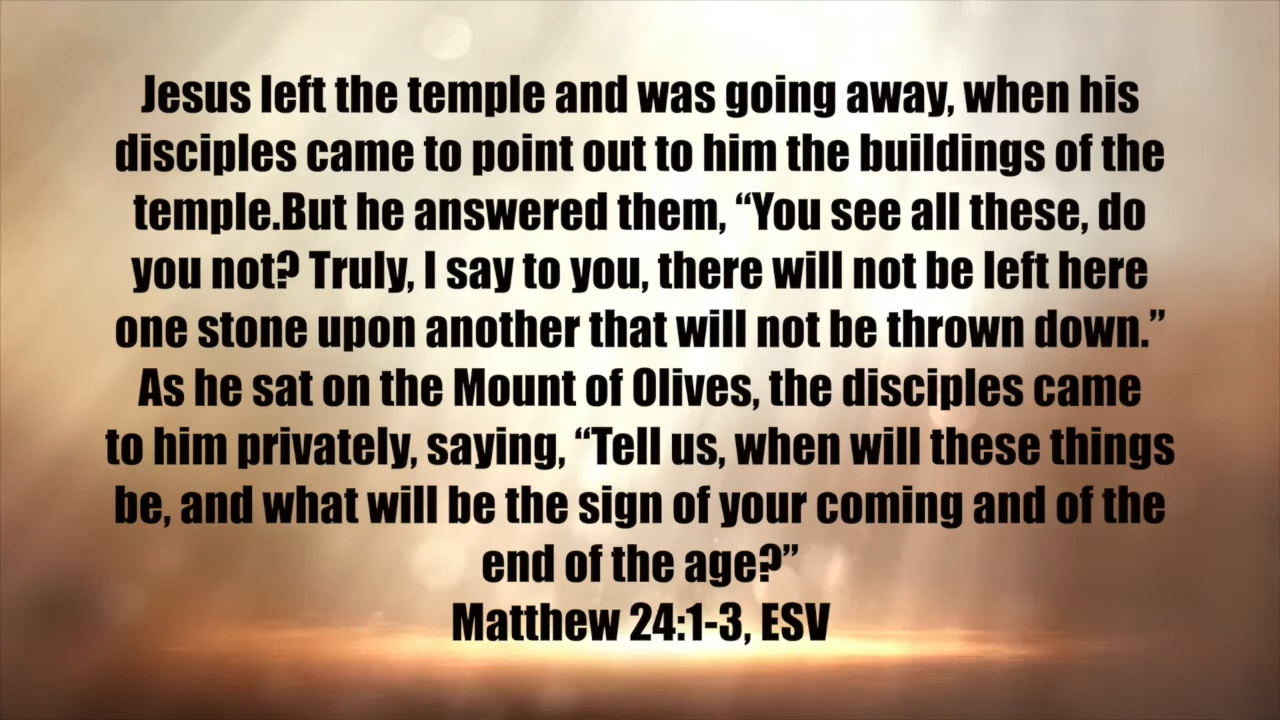 Jesus left the temple and was going away, when his
disciples came to point out to him the buildings of the
temple.But he answered them, “You see all these, do
you not? Truly, I say to you, there will not be left here
one stone upon another that will not be thrown down.”
As he sat on the Mount of Olives, the disciples came
to him privately, saying, “Tell us, when will these things
be, and what will be the sign of your coming and of the
end of the age?”
Matthew 24:1-3, ESV